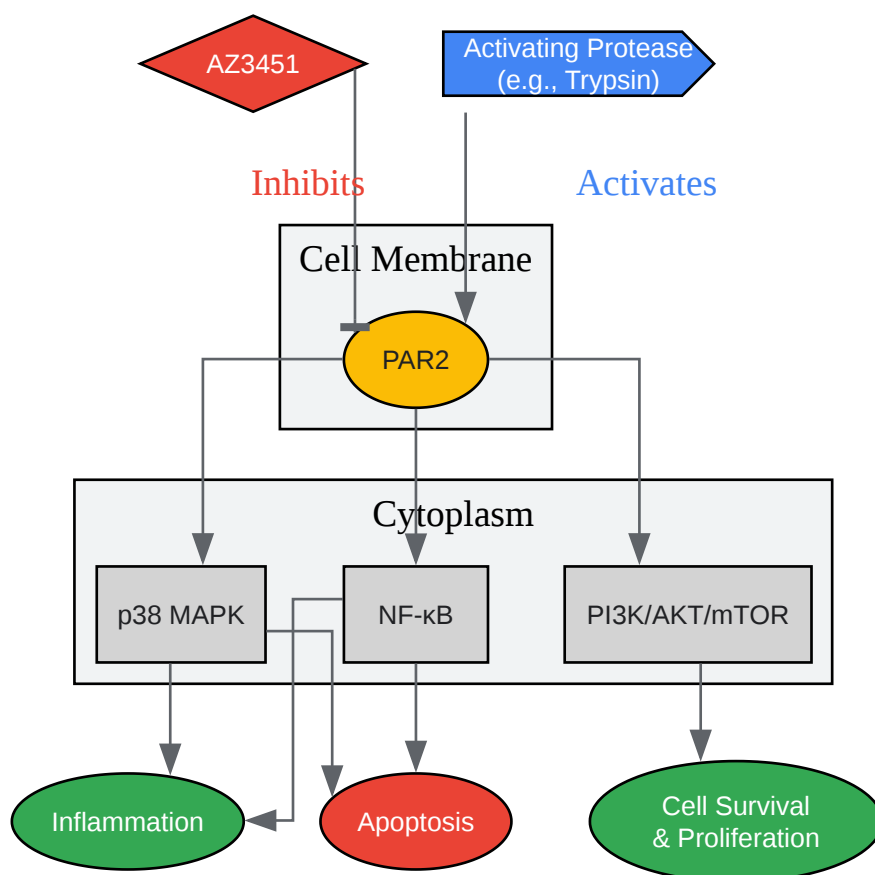 AZ3451
Activating Protease
(e.g., Trypsin)
Inhibits
Activates
Cell Membrane
PAR2
Cytoplasm
p38 MAPK
NF-κB
PI3K/AKT/mTOR
Inflammation
Apoptosis
Cell Survival
& Proliferation